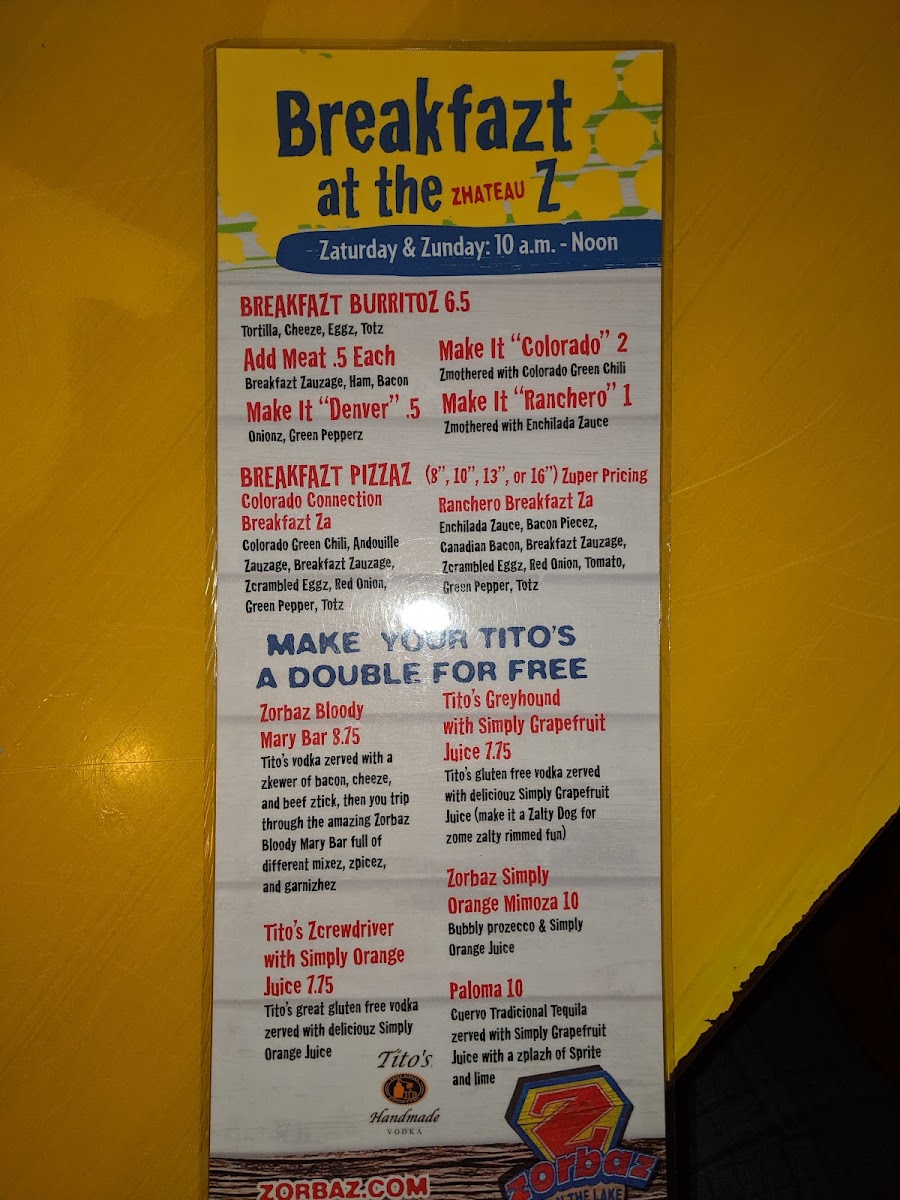 Breakfazt
at the ZHATEAU Z
Zaturday & Zunday: 10 a.m. - Noon
BREAKFAZT BURRITOZ 6.5
Tortilla, Cheeze, Eggz, Totz
Add Meat .5 Each
Breakfazt Zauzage, Ham, Bacon
Make It “Denver” .5
Onionz, Green Pepperz
Make It “Colorado” 2
Zmothered with Colorado Green Chili
Make It “Ranchero” 1
Zmothered with Enchilada Zauce
BREAKFAZT PIZZAZ (8”, 10”, 13”, or 16”) Zuper Pricing
Colorado Connection
Breakfazt Za
Colorado Green Chili, Andouille
Zauzage, Breakfazt Zauzage,
Zcrambled Eggz, Red Onion,
Green Pepper, Totz
Ranchero Breakfazt Za
Enchilada Zauce, Bacon Piecez,
Canadian Bacon, Breakfazt Zauzage,
Zcrambled Eggz, Red Onion, Tomato,
Green Pepper, Totz
MAKE YOUR TITO'S
A DOUBLE FOR FREE
Zorbaz Bloody
Mary Bar 8.75
Tito's vodka zerved with a
zkewer of bacon, cheeze,
and beef ztick, then you trip
through the amazing Zorbaz
Bloody Mary Bar full of
different mixez, zpicez,
and garnizhez
Tito's Zcrewdriver
with Simply Orange
Juice 7.75
Tito's great gluten free vodka
zerved with deliciouz Simply
Orange Juice
Tito's Greyhound
with Simply Grapefruit
Juice 7.75
Tito's gluten free vodka zerved
with deliciouz Simply Grapefruit
Juice (make it a Zalty Dog for
zome zalty rimmed fun)
Zorbaz Simply
Orange Mimoza 10
Bubbly prozecco & Simply
Orange Juice
Paloma 10
Cuervo Tradicional Tequila
zerved with Simply Grapefruit
Juice with a zplazh of Sprite
and lime
Tito's
Handmade
VODKA
ZORBAZ.COM
Z
zorbaz
THE LAKE